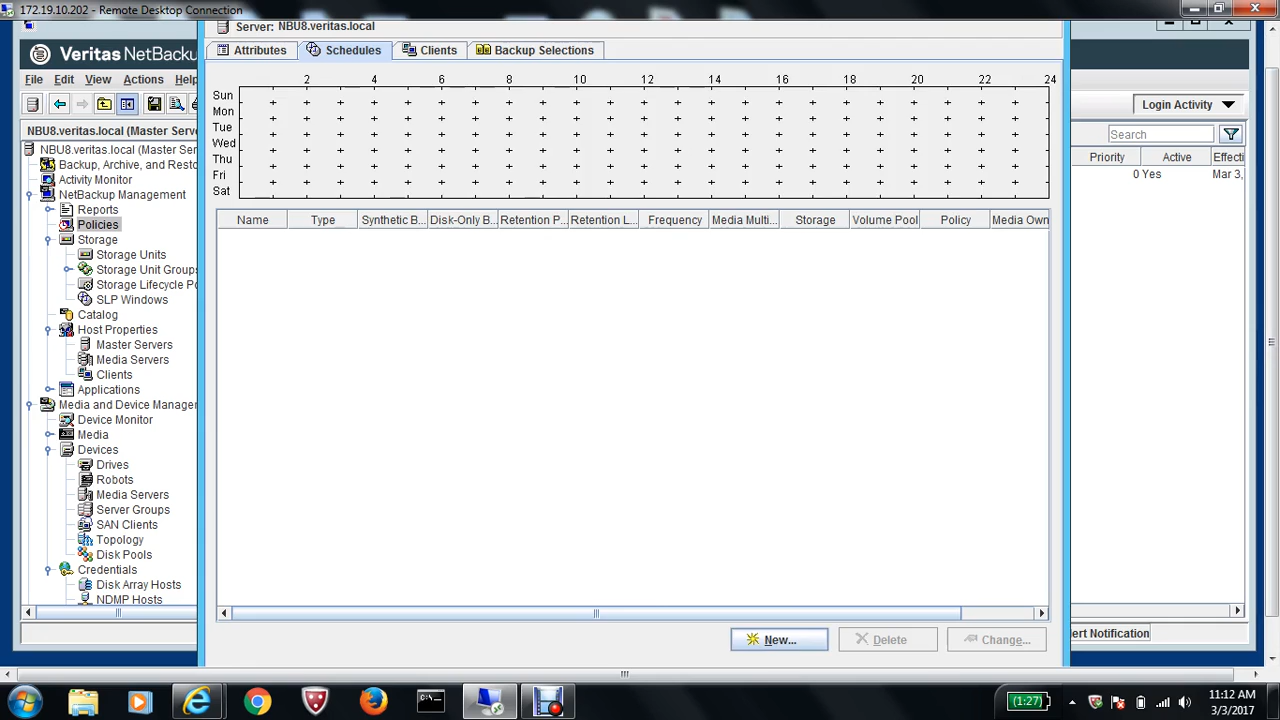 172.19.10.202 - Remote Desktop Connection
Server: NBU8.veritas.local
Veritas NetBacku
Attributes Schedules Clients Backup Selections
File Edit View Actions Help
2 4 6 8 10 12 14 16 18 20 22 24
Sun
Mon
Tue
Wed
Thu
Fri
Sat
Login Activity
Search
NBU8.veritas.local (Master Serve
NBU8.veritas.local (Master Ser
Backup, Archive, and Resto
Activity Monitor
NetBackup Management
Reports
Policies
Storage
Storage Units
Storage Unit Groups
Storage Lifecycle Po
SLP Windows
Catalog
Host Properties
Master Servers
Media Servers
Clients
Applications
Media and Device Manager
Device Monitor
Media
Devices
Drives
Robots
Media Servers
Server Groups
SAN Clients
Topology
Disk Pools
Credentials
Disk Array Hosts
NDMP Hosts
Name Type Synthetic B... Disk-Only B... Retention P... Retention L... Frequency Media Multi... Storage Volume Pool Policy Media Own
Priority Active Effecti
0 Yes Mar 3,
New... Delete Change...
ert Notification
(1:27)
11:12 AM
3/3/2017